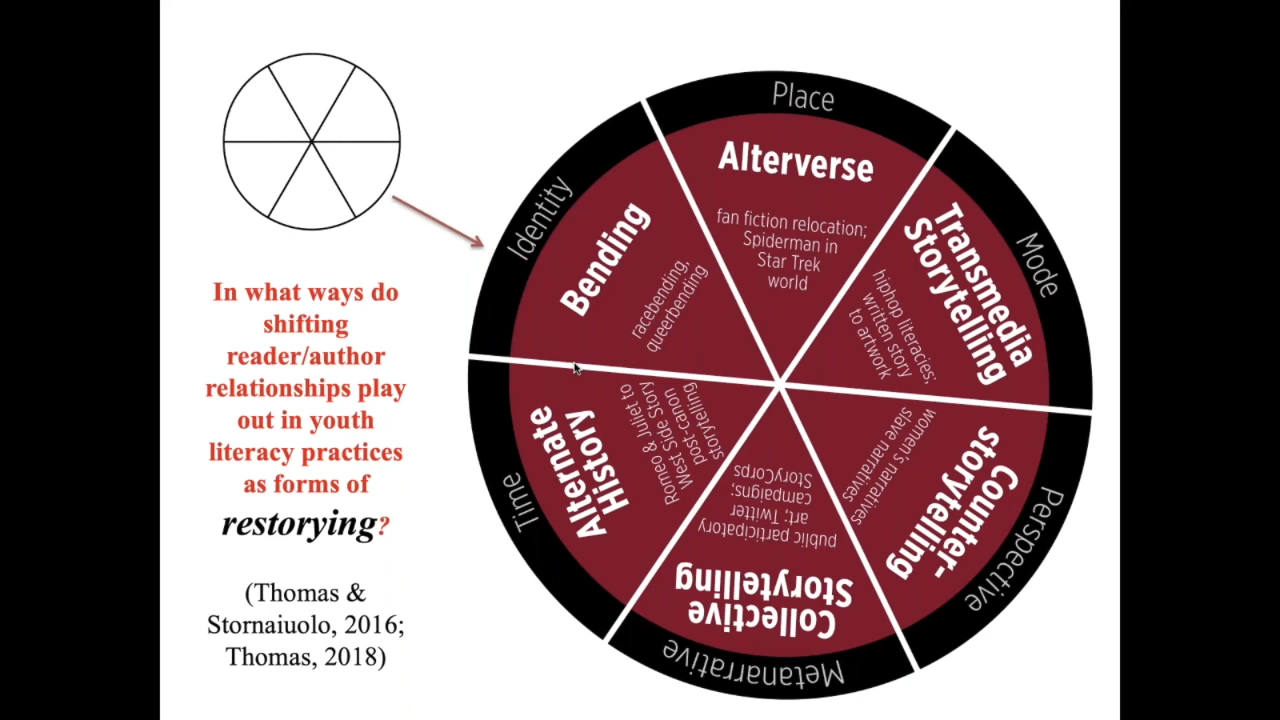 In what ways do
shifting
reader/author
relationships play
out in youth
literacy practices
as forms of
restorying?
(Thomas &
Stornaiuolo, 2016;
Thomas, 2018)
Place
Alterverse
fan fiction relocation;
Spiderman in
Star Trek
world
Mode
Transmedia
Storytelling
hiphop literacies;
written story
to artwork
Perspective
Counter-
storytelling
women's narratives
slave narratives
Metanarrative
Collective
Storytelling
public participatory
art; Twitter
campaigns;
StoryCorps
Time
Alternate
History
Romeo & Juliet to
West Side Story
post-canon
storytelling
Identity
Bending
racebending,
queerbending